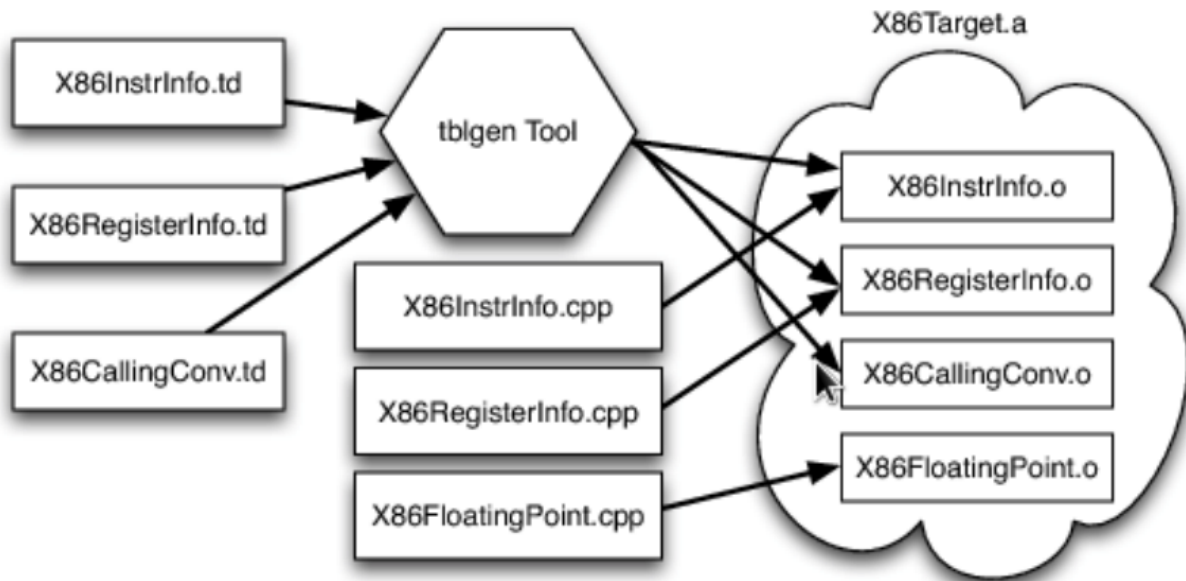 X86Target.a
X86InstrInfo.td
tblgen Tool
X86InstrInfo.o
X86RegisterInfo.td
X86RegisterInfo.o
X86InstrInfo.cpp
X86CallingConv.td
X86CallingConv.o
X86RegisterInfo.cpp
X86FloatingPoint.o
X86FloatingPoint.cpp